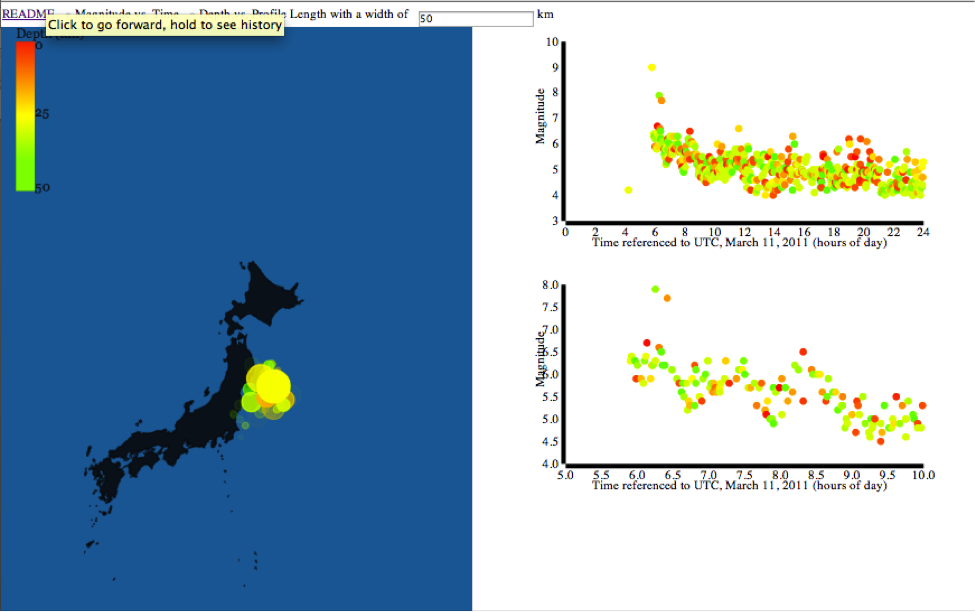 README Magnitude vs. Time Depth vs. Profile Length with a width of 50 km
Click to go forward, hold to see history
Depth (km)
0
25
50
10
9
8
7
6
5
4
3
Magnitude
0 2 4 6 8 10 12 14 16 18 20 22 24
Time referenced to UTC, March 11, 2011 (hours of day)
8.0
7.5
7.0
6.5
6.0
5.5
5.0
4.5
4.0
Magnitude
5.0 5.5 6.0 6.5 7.0 7.5 8.0 8.5 9.0 9.5 10.0
Time referenced to UTC, March 11, 2011 (hours of day)